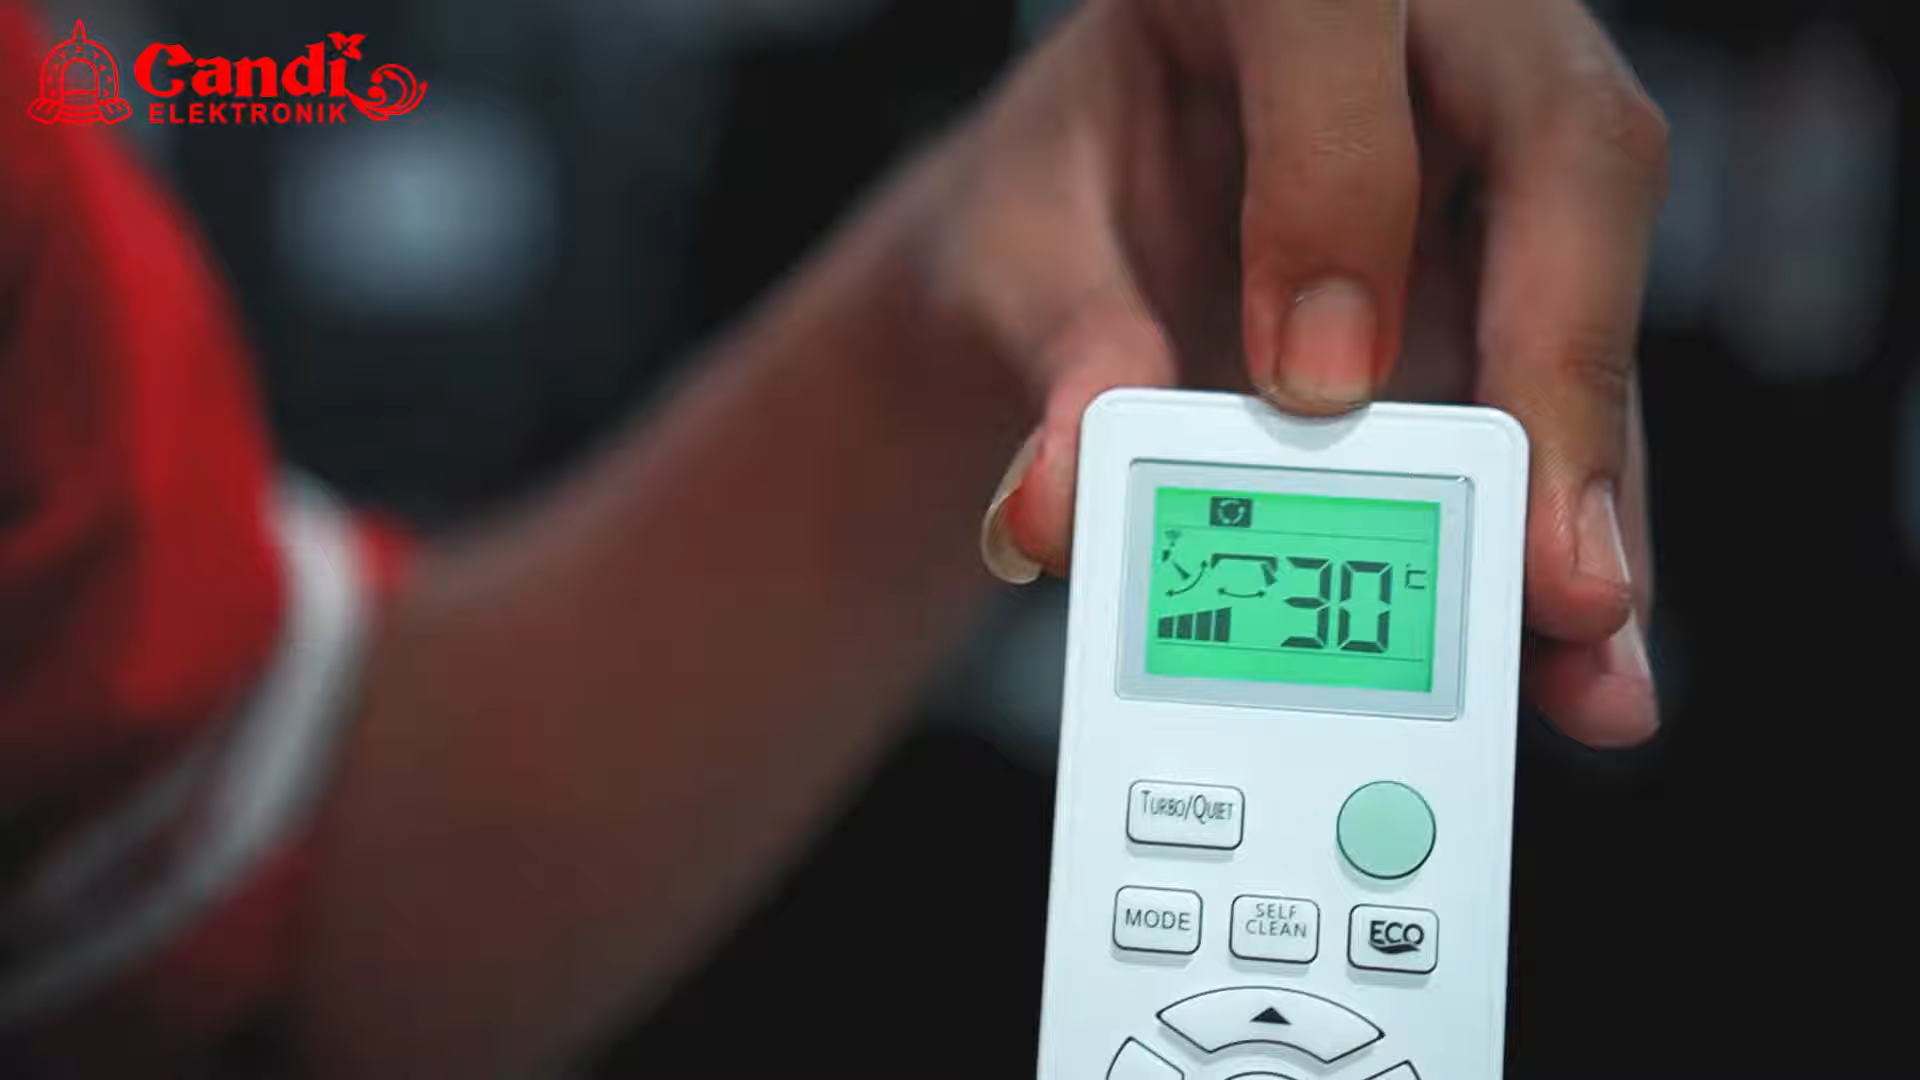 Candi
ELEKTRONIK
30 °C
TURBO/QUIET
MODE
SELF
CLEAN
ECO